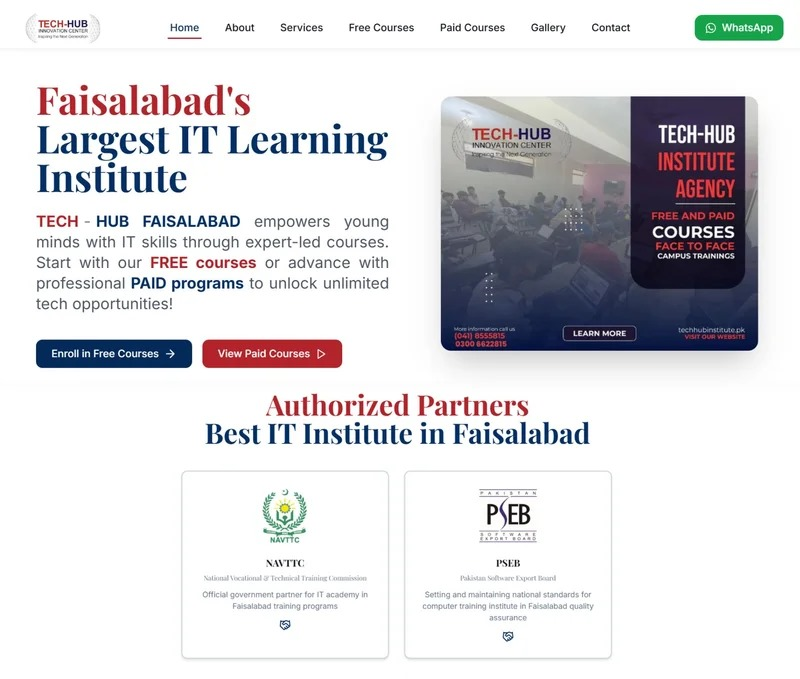 TECH-HUB
INNOVATION CENTER
Inspiring the Next Generation
Home
About
Services
Free Courses
Paid Courses
Gallery
Contact
WhatsApp
Faisalabad's
Largest IT Learning
Institute
TECH - HUB FAISALABAD empowers young
minds with IT skills through expert-led courses.
Start with our FREE courses or advance with
professional PAID programs to unlock unlimited
tech opportunities!
Enroll in Free Courses
View Paid Courses
TECH-HUB
INNOVATION CENTER
Inspiring the Next Generation
TECH-HUB
INSTITUTE
AGENCY
FREE AND PAID
COURSES
FACE TO FACE
CAMPUS TRAININGS
More information call us
(041) 8555815
0300 6622815
LEARN MORE
techhubinstitute.pk
VISIT OUR WEBSITE
Authorized Partners
Best IT Institute in Faisalabad
NAVTTC
NAVTTC
National Vocational & Technical Training Commission
Official government partner for IT academy in
Faisalabad training programs
PAKISTAN
PSEB
SOFTWARE
EXPORT BOARD
PSEB
Pakistan Software Export Board
Setting and maintaining national standards for
computer training institute in Faisalabad quality
assurance